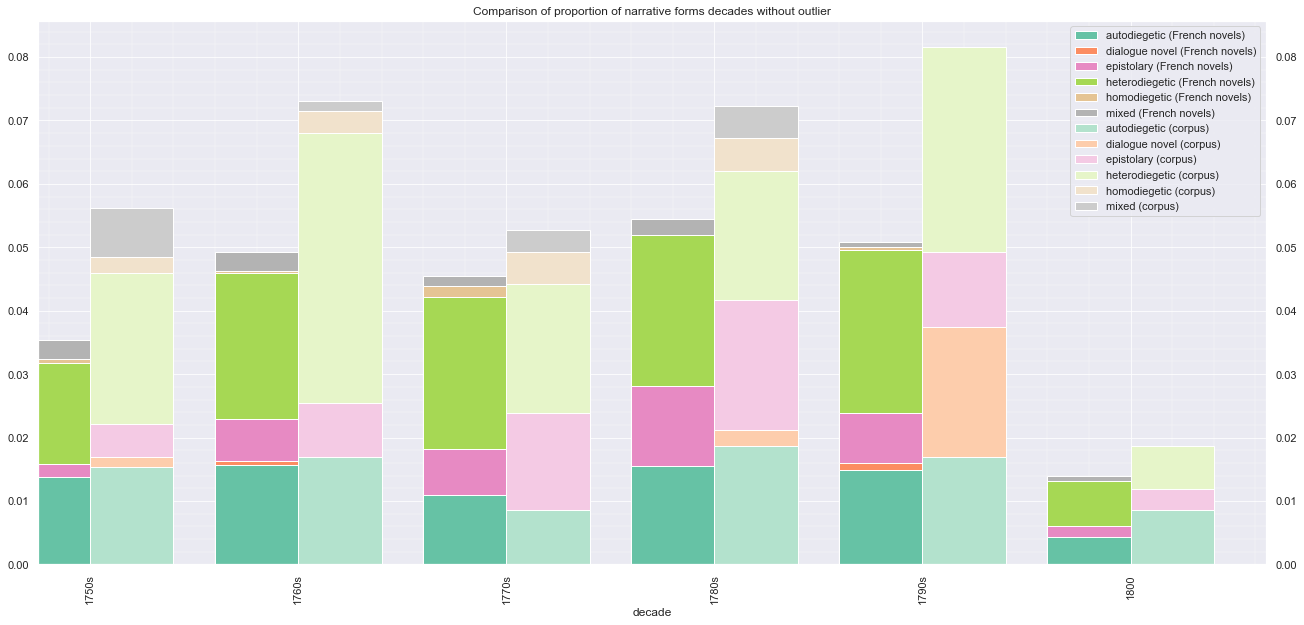 Comparison of proportion of narrative forms decades without outlier
autodiegetic (French novels)
dialogue novel (French novels)
epistolary (French novels)
heterodiegetic (French novels)
homodiegetic (French novels)
mixed (French novels)
autodiegetic (corpus)
dialogue novel (corpus)
epistolary (corpus)
heterodiegetic (corpus)
homodiegetic (corpus)
mixed (corpus)
0.08 0.08
0.07 0.07
0.06 0.06
0.05 0.05
0.04 0.04
0.03 0.03
0.02 0.02
0.01 0.01
0.00 0.00
1750s 1760s 1770s 1780s 1790s 1800
decade